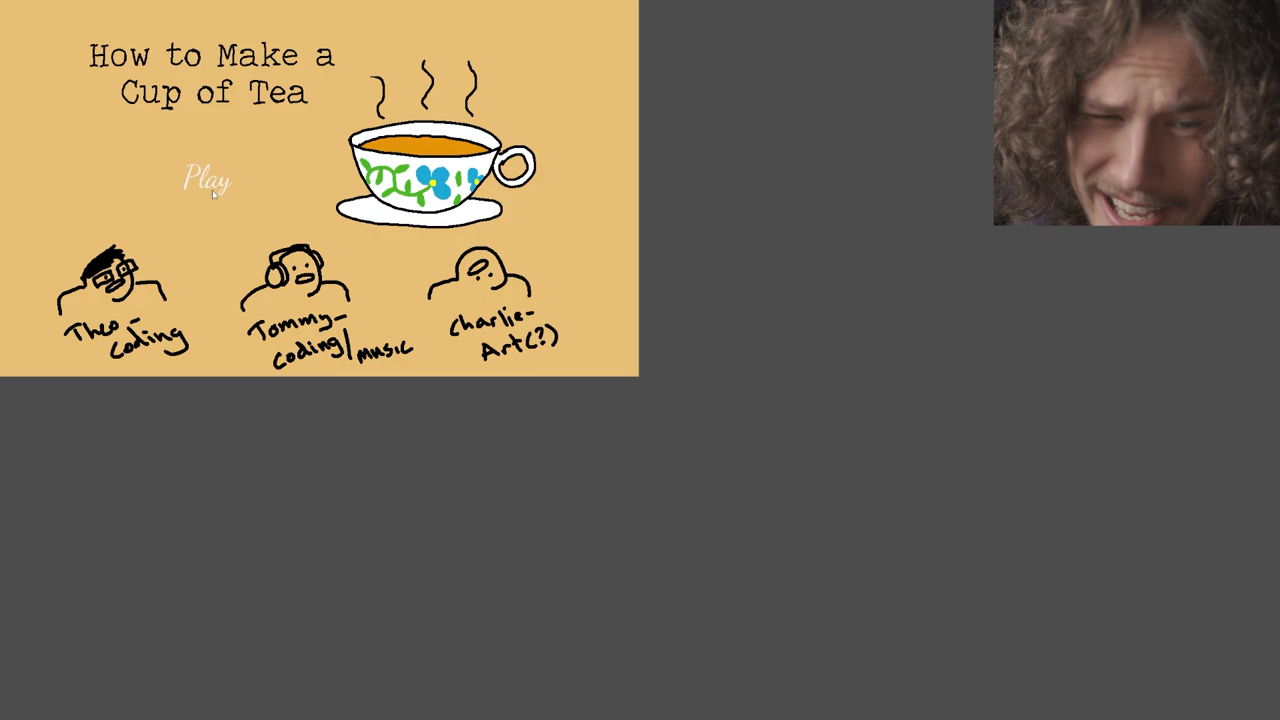 How to Make a
Cup of Tea
Play
Theo-
Coding
Tommy-
Coding/music
Charlie-
Art(?)